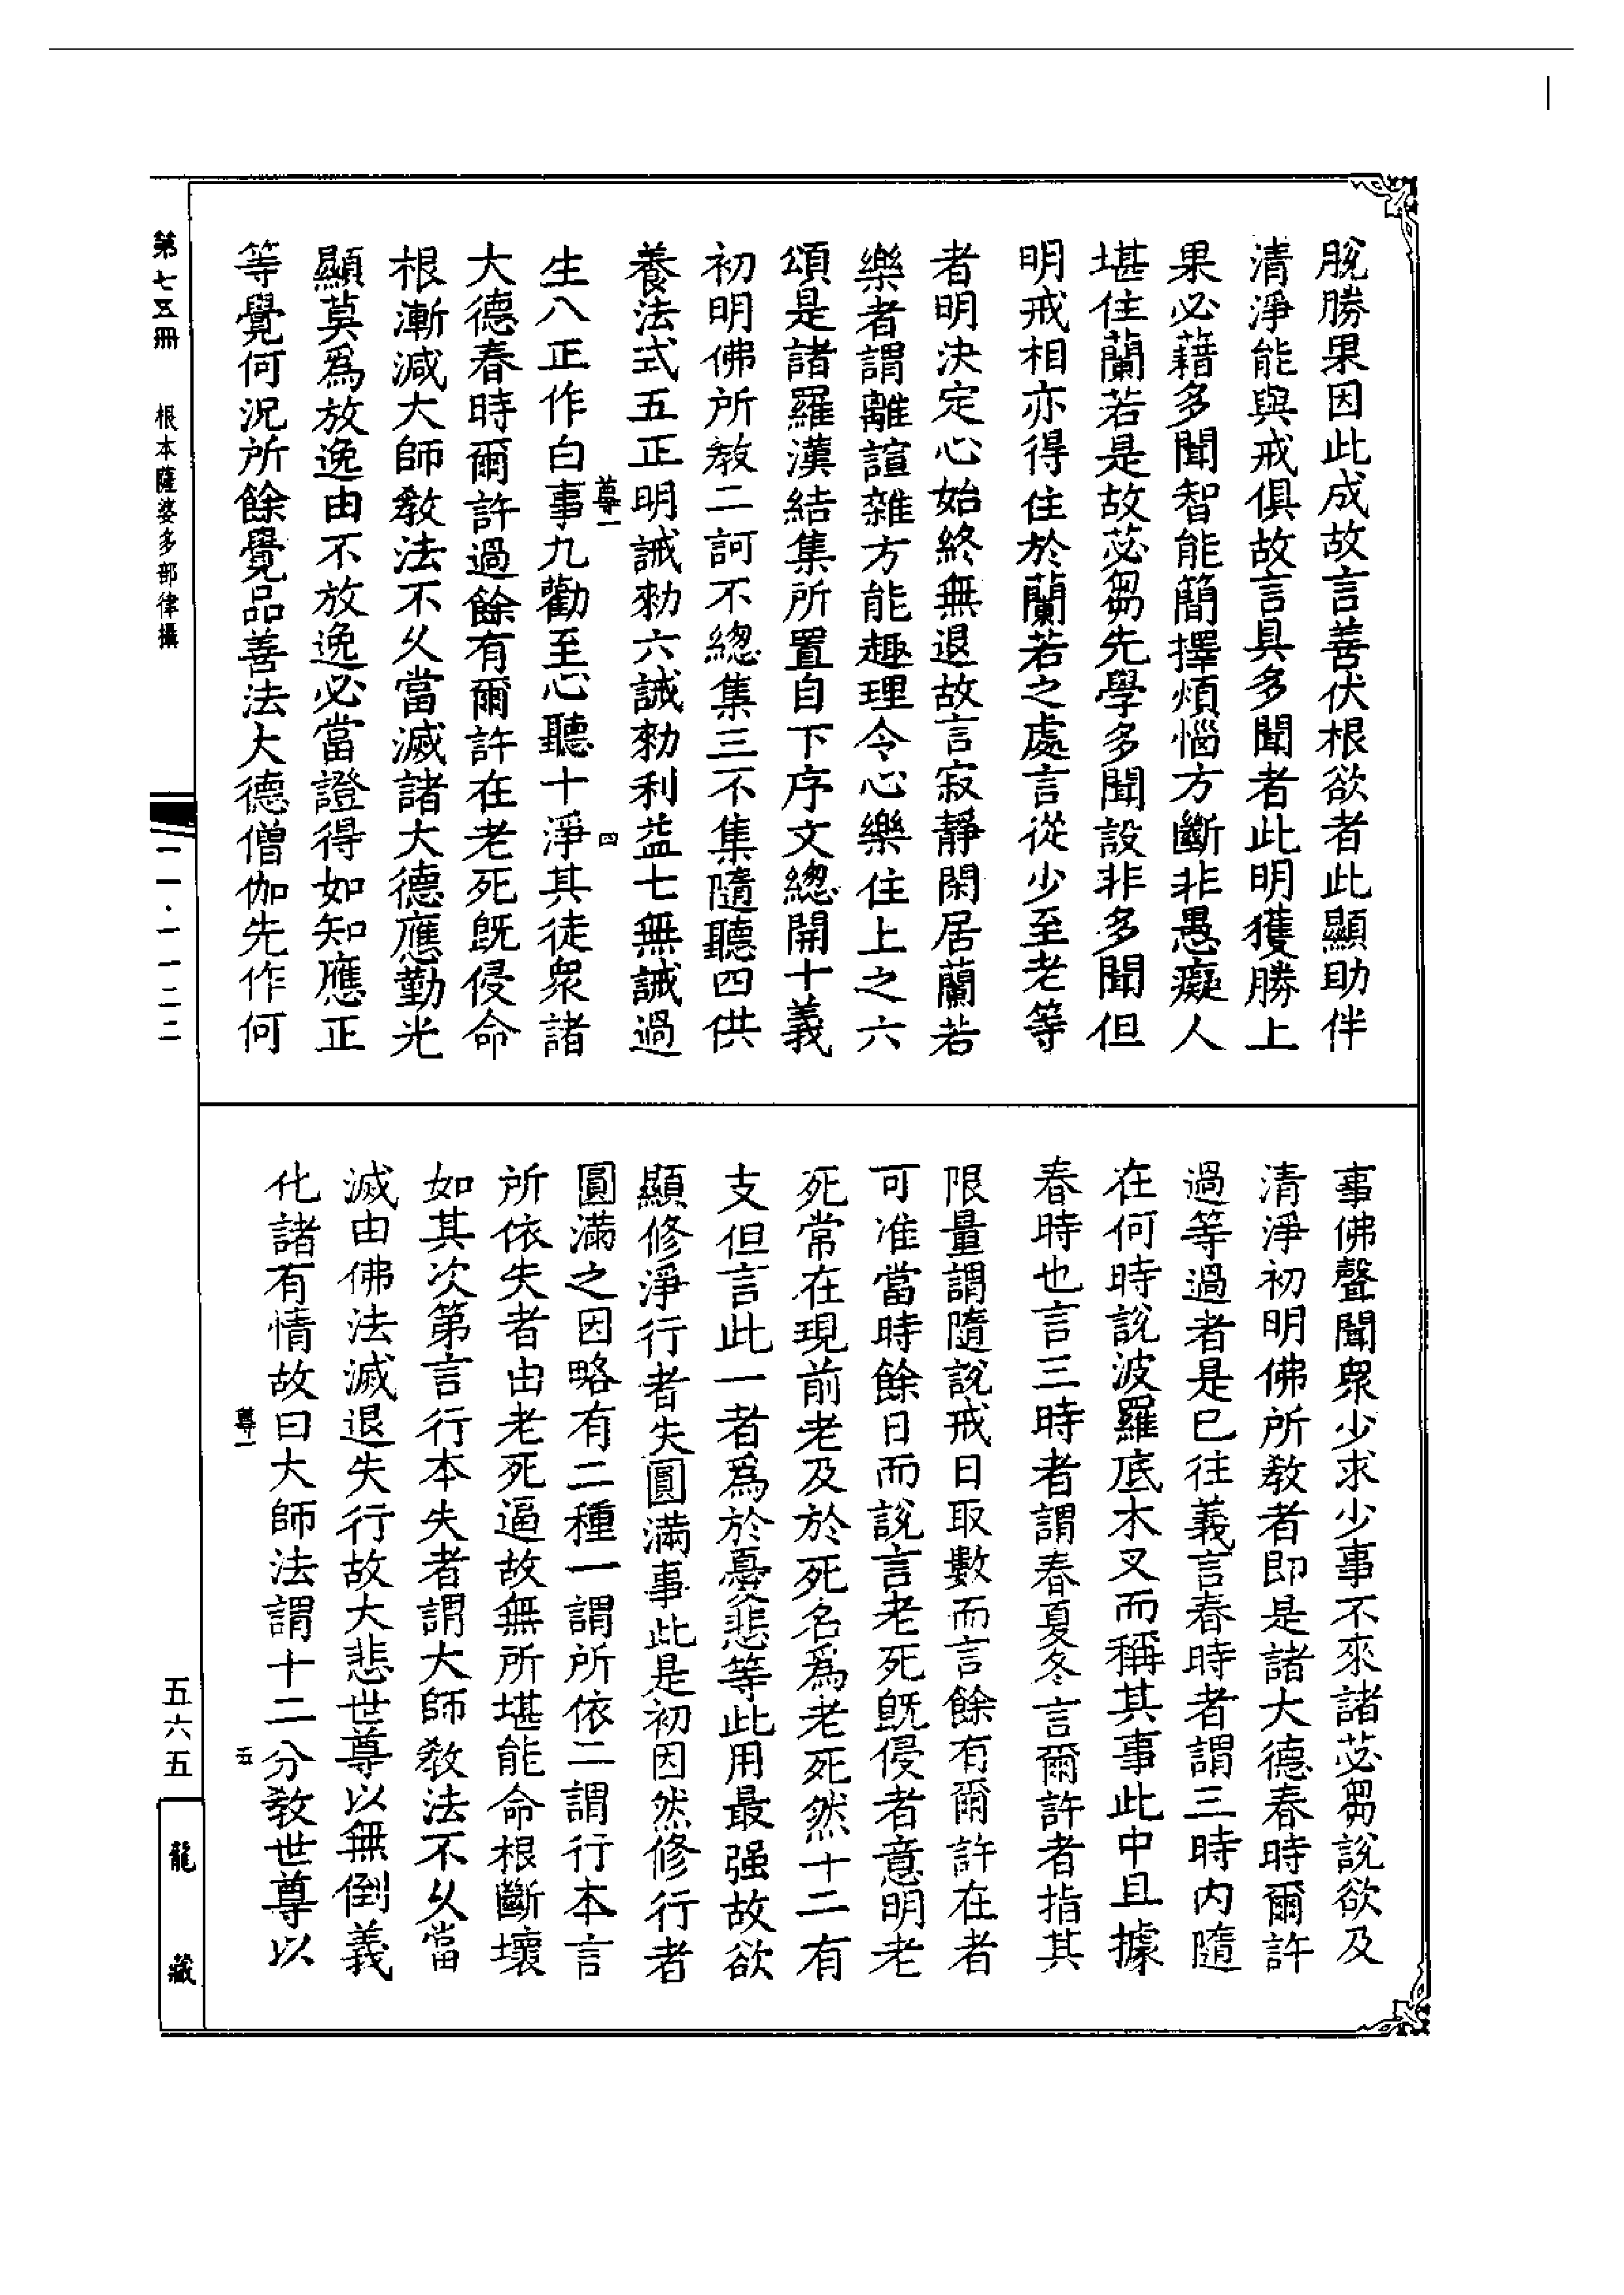 脫勝果因此成故言善伏根欲者此顯助伴
清淨能與戒俱故言具多聞者此明獲勝上
果必藉多聞智能簡擇煩惱方斷非愚癡人
堪住蘭若是故苾芻先學多聞設非多聞但
明戒相亦得住於蘭若之處言從少至老等
者明決定心始終無退故言寂靜閑居蘭若
樂者謂離諠雜方能趣理令心樂住上之六
頌是諸羅漢結集所置自下序文總開十義
初明佛所教二訶不總集三不集隨聽四供
養法式五正明誡勑六誡勑利益七無誡過
尊一
四
生八正作白事九勸至心聽十淨其徒衆諸
大德春時爾許過餘有爾許在老死旣侵命
根漸減大師教法不久當滅諸大德應勤光
顯莫爲放逸由不放逸必當證得如知應正
等覺何況所餘覺品善法大德僧伽先作何
事佛聲聞衆少求少事不來諸苾芻說欲及
清淨初明佛所教者即是諸大德春時爾許
過等過者是已往義言春時者謂三時内隨
在何時說波羅底木叉而稱其事此中且據
春時也言三時者謂春夏冬言爾許者指其
限量謂隨說戒日取數而言餘有爾許在者
可准當時餘日而說言老死旣侵者意明老
死常在現前老及於死名爲老死然十二有
支但言此一者爲於憂悲等此用最强故欲
顯修淨行者失圓滿事此是初因然修行者
圓滿之因略有二種一謂所依二謂行本言
所依失者由老死逼故無所堪能命根斷壞
如其次第言行本失者謂大師教法不久當
滅由佛法滅退失行故大悲世尊以無倒義
化諸有情故曰大師法謂十二分教世尊以
尊一
五
第七五冊
根本薩婆多部律攝
一一·一一二二
五六五
龍藏